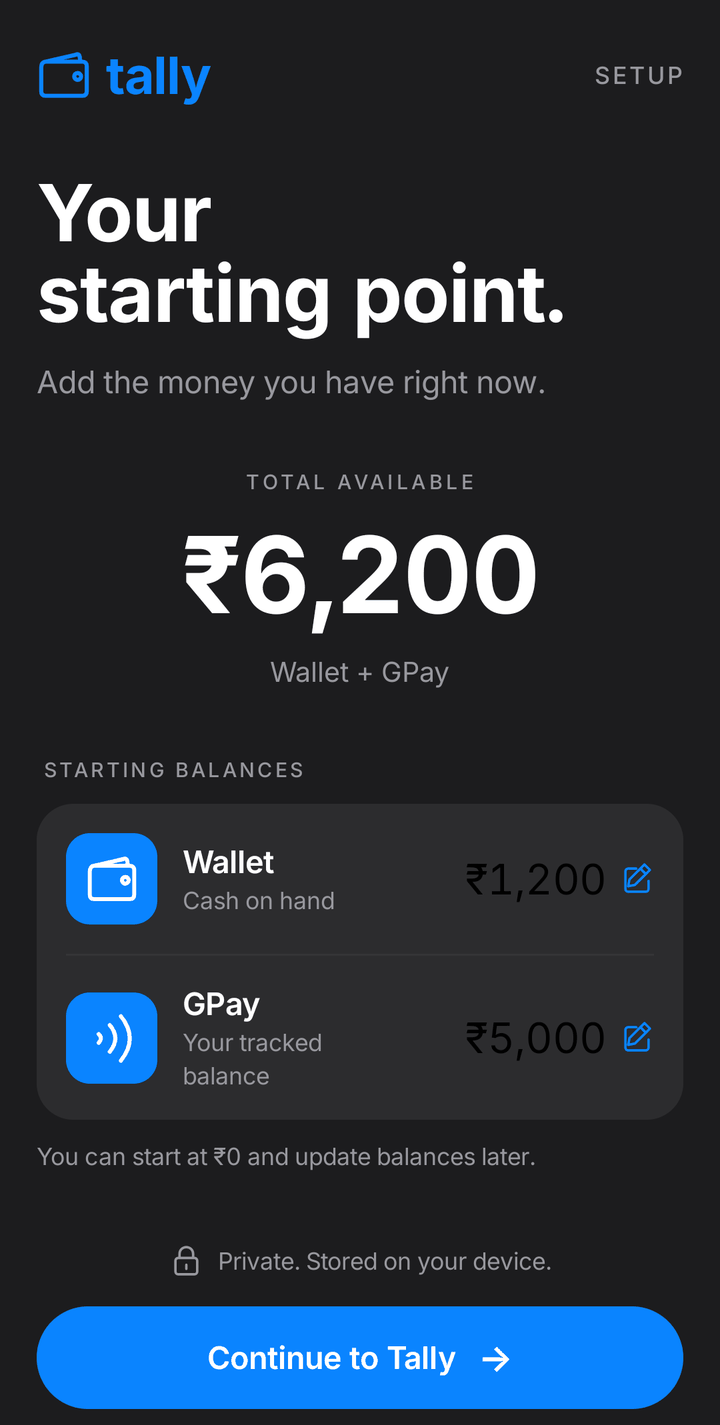 tally
SETUP
Your
starting point.
Add the money you have right now.
TOTAL AVAILABLE
₹6,200
Wallet + GPay
STARTING BALANCES
Wallet
Cash on hand
₹1,200
GPay
Your tracked
balance
₹5,000
You can start at ₹0 and update balances later.
Private. Stored on your device.
Continue to Tally →